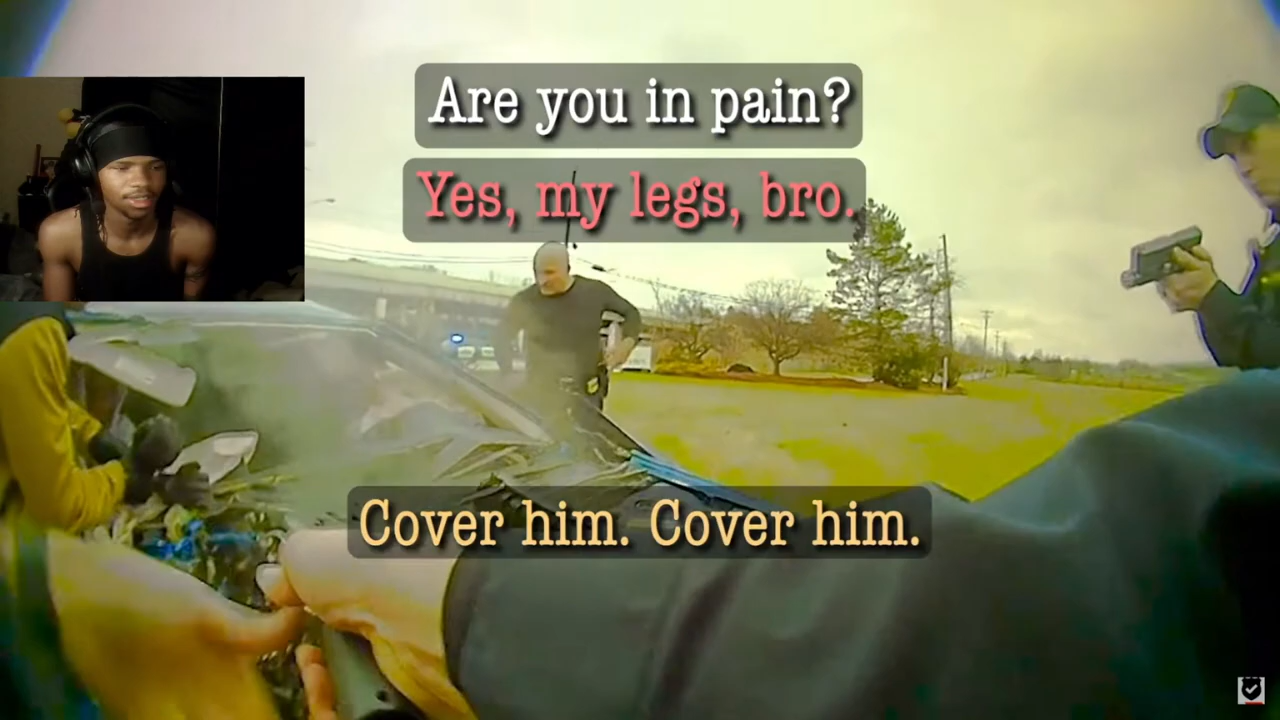 Are you in pain?
Yes, my legs, bro.
Cover him. Cover him.